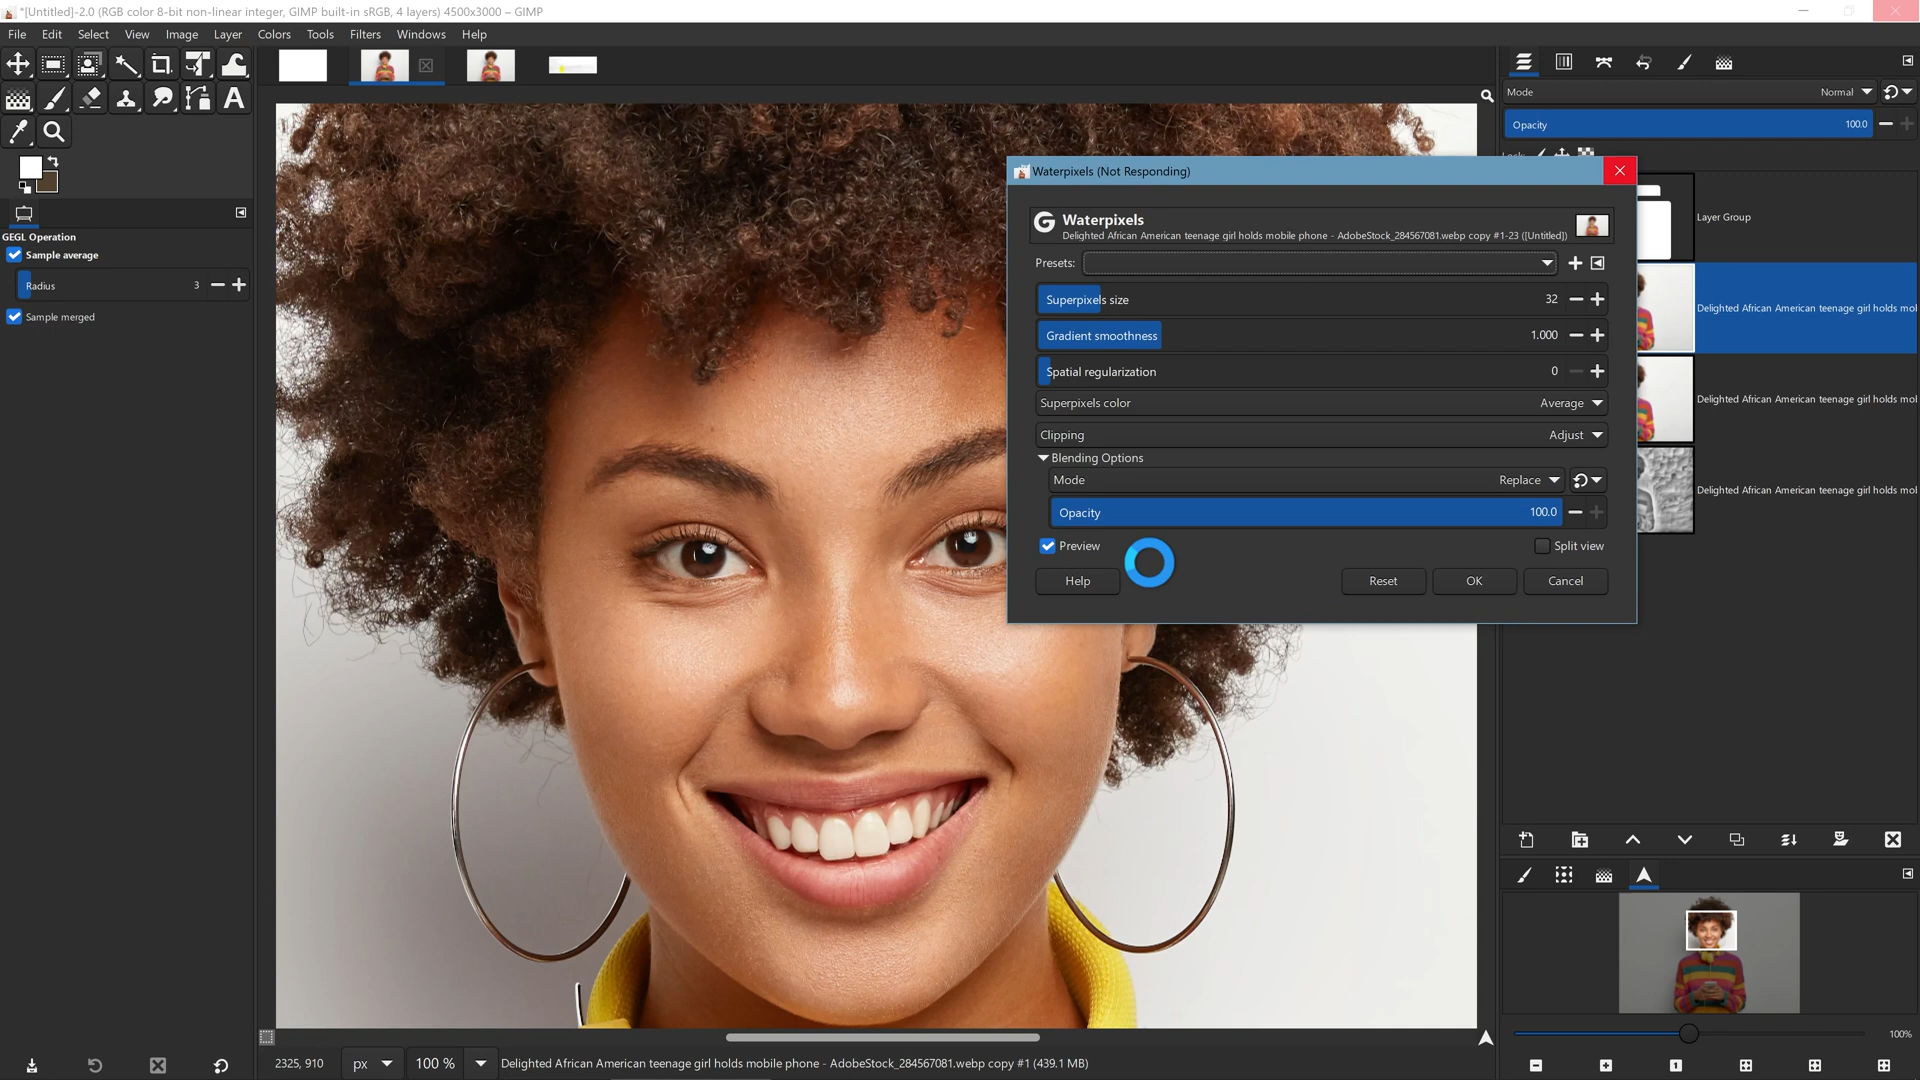 *[Untitled]-2.0 (RGB color 8-bit non-linear integer, GIMP built-in sRGB, 4 layers) 4500x3000 – GIMP
File Edit Select View Image Layer Colors Tools Filters Windows Help
Mode Normal
Opacity 100.0
Waterpixels (Not Responding)
Waterpixels
Delighted African American teenage girl holds mobile phone - AdobeStock_284567081.webp copy #1-23 ([Untitled])
Layer Group
GEGL Operation
Sample average
Presets:
Radius 3
Superpixels size 32
Delighted African American teenage girl holds mol
Sample merged
Gradient smoothness 1.000
Spatial regularization 0
Superpixels color Average
Delighted African American teenage girl holds mol
Clipping Adjust
Blending Options
Mode Replace
Delighted African American teenage girl holds mol
Opacity 100.0
Preview Split view
Help Reset OK Cancel
100%
2325, 910 px 100 % Delighted African American teenage girl holds mobile phone - AdobeStock_284567081.webp copy #1 (439.1 MB)